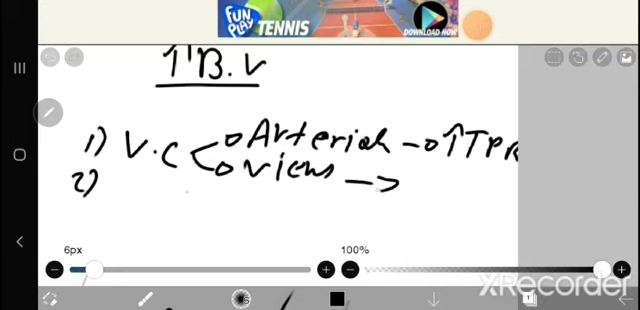 FUN PLAY TENNIS
DOWNLOAD NOW
↑B.V
1) V.C < Arterial → ↑TPR
Viens →
2)
6px
100%
XRecorder